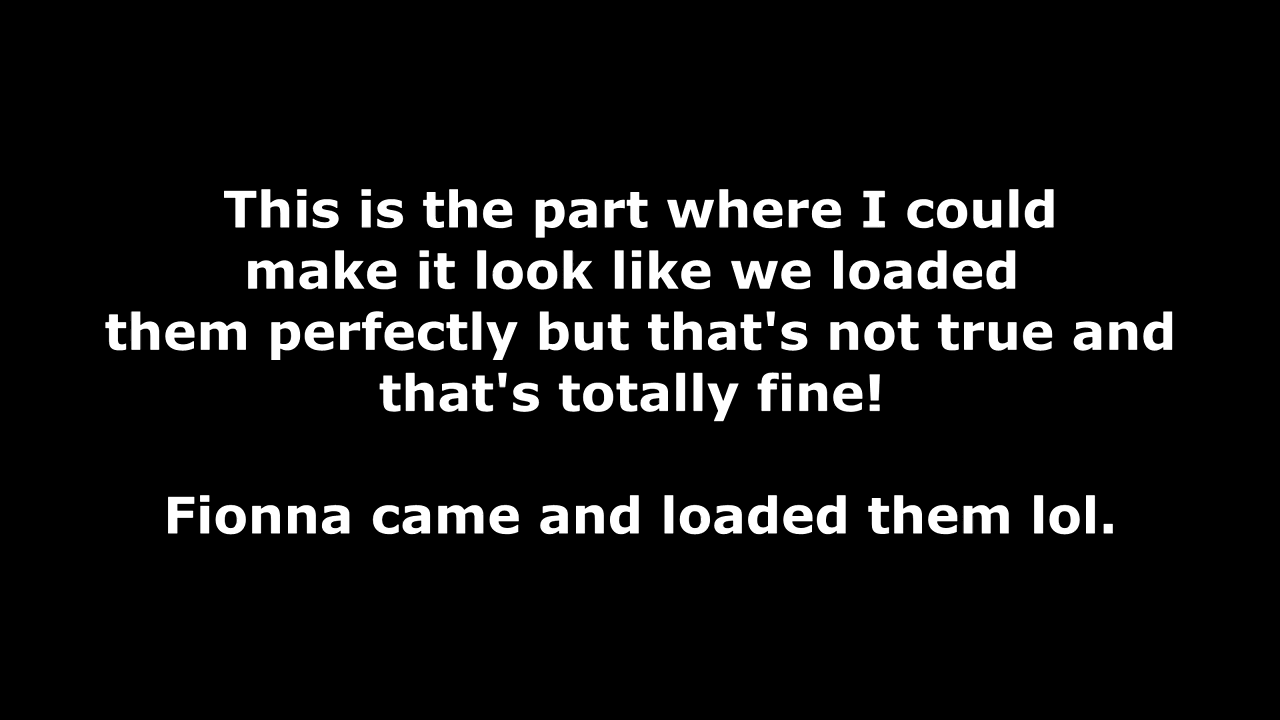 This is the part where I could
make it look like we loaded
them perfectly but that's not true and
that's totally fine!
Fionna came and loaded them lol.